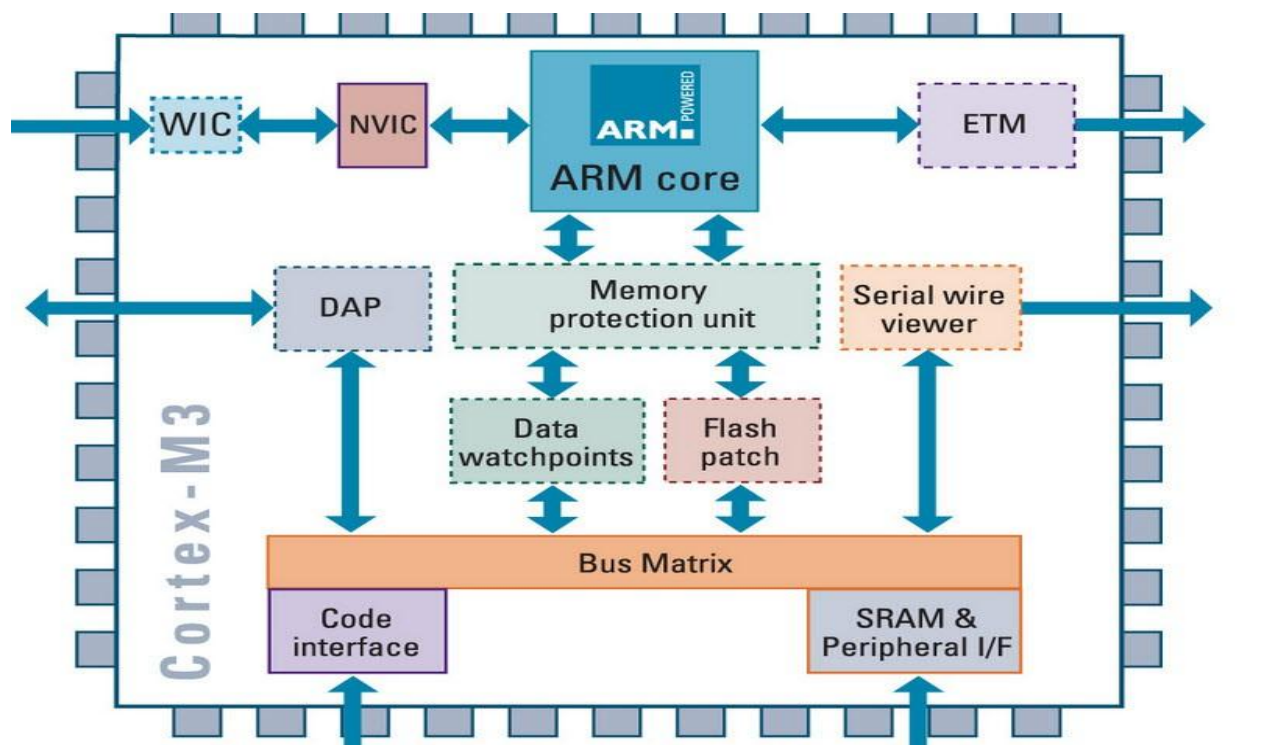 WIC
NVIC
ARM
POWERED
ARM core
ETM
DAP
Memory
protection unit
Serial wire
viewer
Data
watchpoints
Flash
patch
Cortex-M3
Bus Matrix
Code
interface
SRAM &
Peripheral I/F